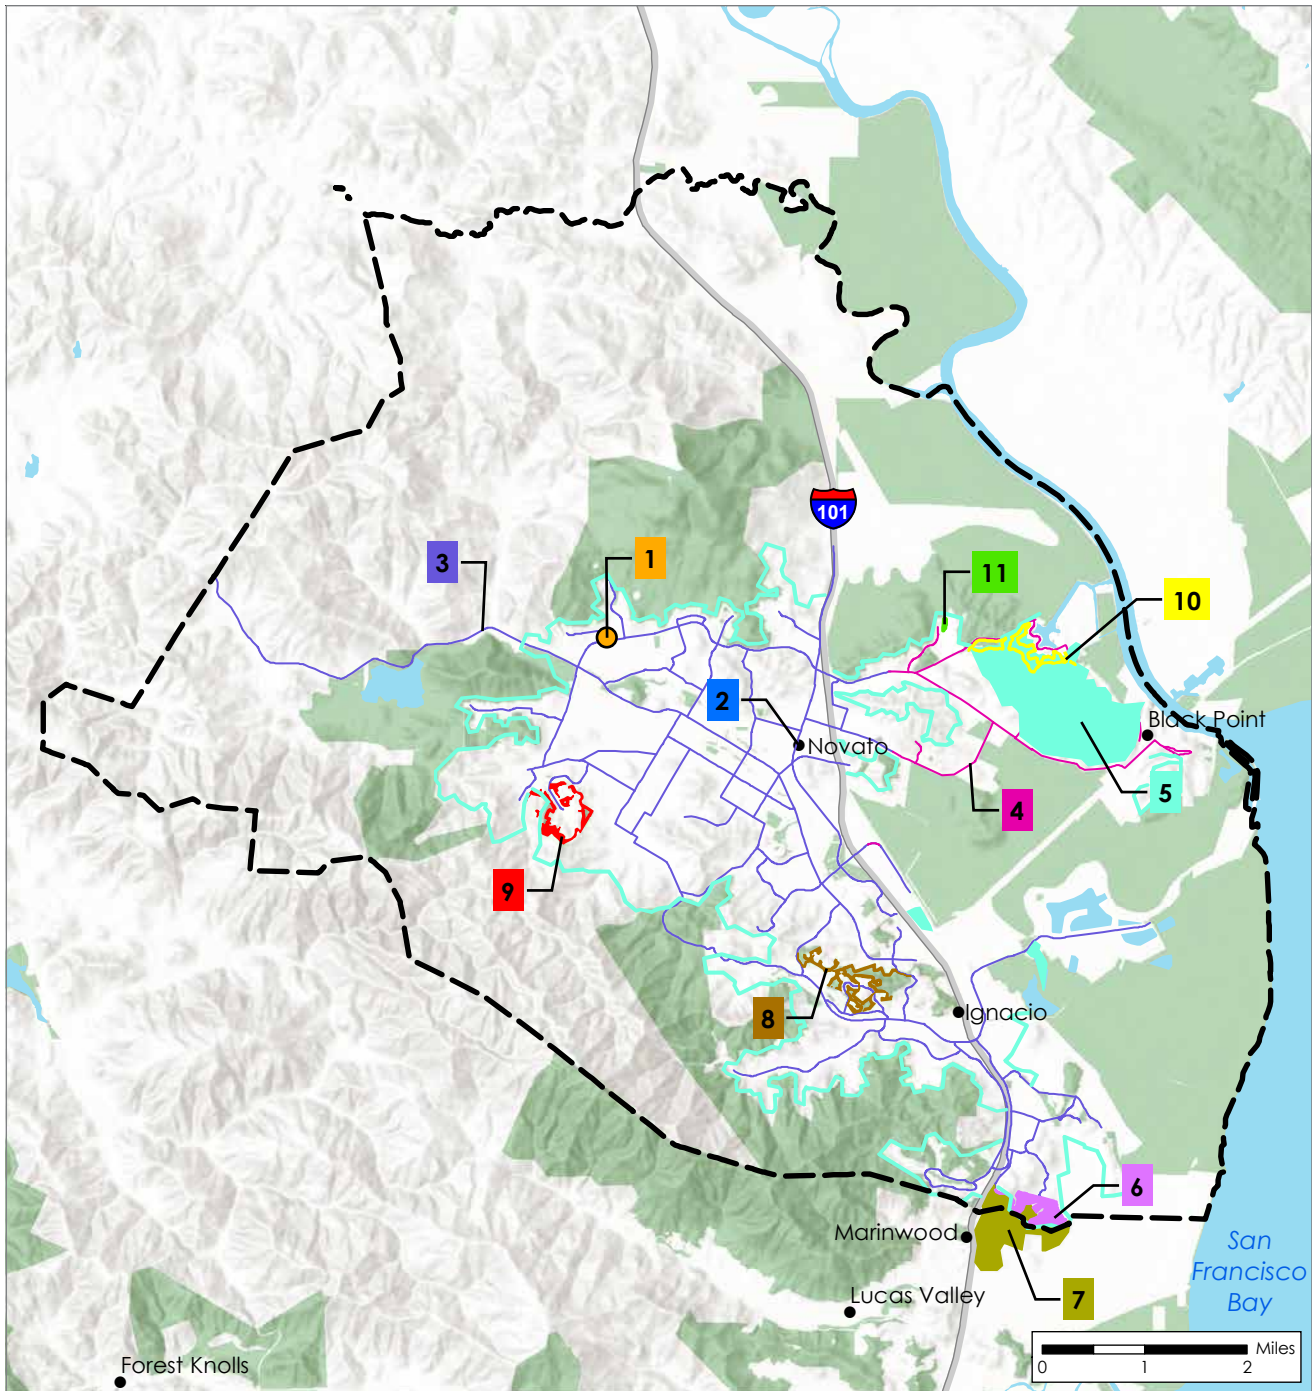 101
3
1
11
10
2
Black Point
Novato
5
4
9
8
Ignacio
6
Marinwood
San
Francisco
Bay
7
Lucas Valley
Miles
0
1
2
Forest Knolls